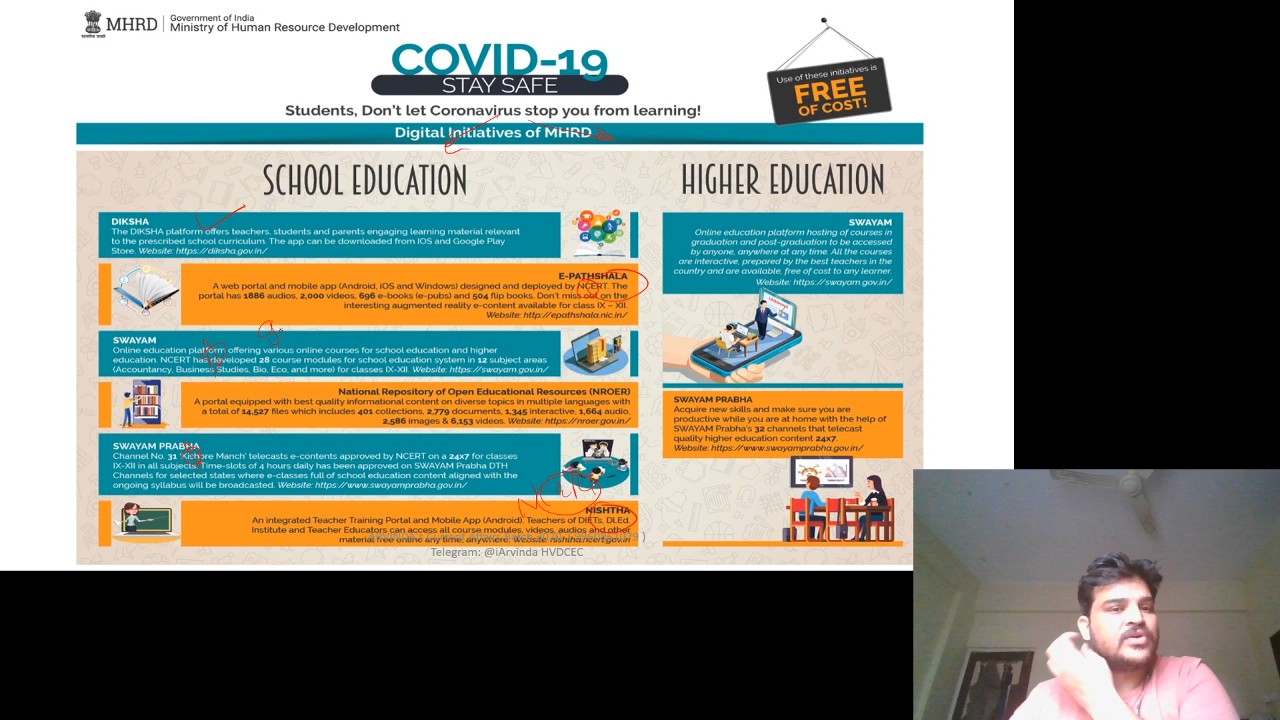 MHRD
Government of India
Ministry of Human Resource Development
COVID-19
STAY SAFE
Use of these initiatives is
FREE
OF COST!
Students, Don't let Coronavirus stop you from learning!
Digital Initiatives of MHRD
SCHOOL EDUCATION
DIKSHA
The DIKSHA platform offers teachers, students and parents engaging learning material relevant
to the prescribed school curriculum. The app can be downloaded from IOS and Google Play
Store. Website: https://diksha.gov.in/
E-PATHSHALA
A web portal and mobile app (Android, iOS and Windows) designed and deployed by NCERT. The
portal has 1886 audios, 2,000 videos, 696 e-books (e-pubs) and 504 flip books. Don't miss out on the
interesting augmented reality e-content available for class IX – XII.
Website: http://epathshala.nic.in/
SWAYAM
Online education offering various online courses for school education and higher
education. NCERT has developed 28 course modules for school education system in 12 subject areas
(Accountancy, Business Studies, Bio, Eco, and more) for classes IX-XII. Website: https://swayam.gov.in/
National Repository of Open Educational Resources (NROER)
A portal equipped with best quality informational content on diverse topics in multiple languages with
a total of 14,527 files which includes 401 collections, 2,779 documents, 1,345 interactive, 1,664 audio,
2,586 images & 6,153 videos. Website: https://nroer.gov.in/
SWAYAM PRABHA
Channel No. 31 Manch' telecasts e-contents approved by NCERT on a 24x7 for classes
IX-XII in all subjects. Time-slots of 4 hours daily has been approved on SWAYAM Prabha DTH
Channels for selected states where e-classes full of school education content aligned with the
ongoing syllabus will be broadcasted. Website: https://www.swayamprabha.gov.in/
NISHTHA
An integrated Teacher Training Portal and Mobile App (Android). Teachers of DIETs, DI.Ed.
Institute and Teacher Educators can access all course modules, videos, audios and other
material free online any time, anywhere. Website: nishtha.ncert.gov.in
Telegram: @iArvinda HVDCEC
HIGHER EDUCATION
SWAYAM
Online education platform hosting of courses in
graduation and post-graduation to be accessed
by anyone, anywhere at any time. All the courses
are interactive, prepared by the best teachers in the
country and are available, free of cost to any learner.
Website: https://swayam.gov.in/
SWAYAM PRABHA
Acquire new skills and make sure you are
productive while you are at home with the help of
SWAYAM Prabha's 32 channels that telecast
quality higher education content 24x7.
Website: https://www.swayamprabha.gov.in/